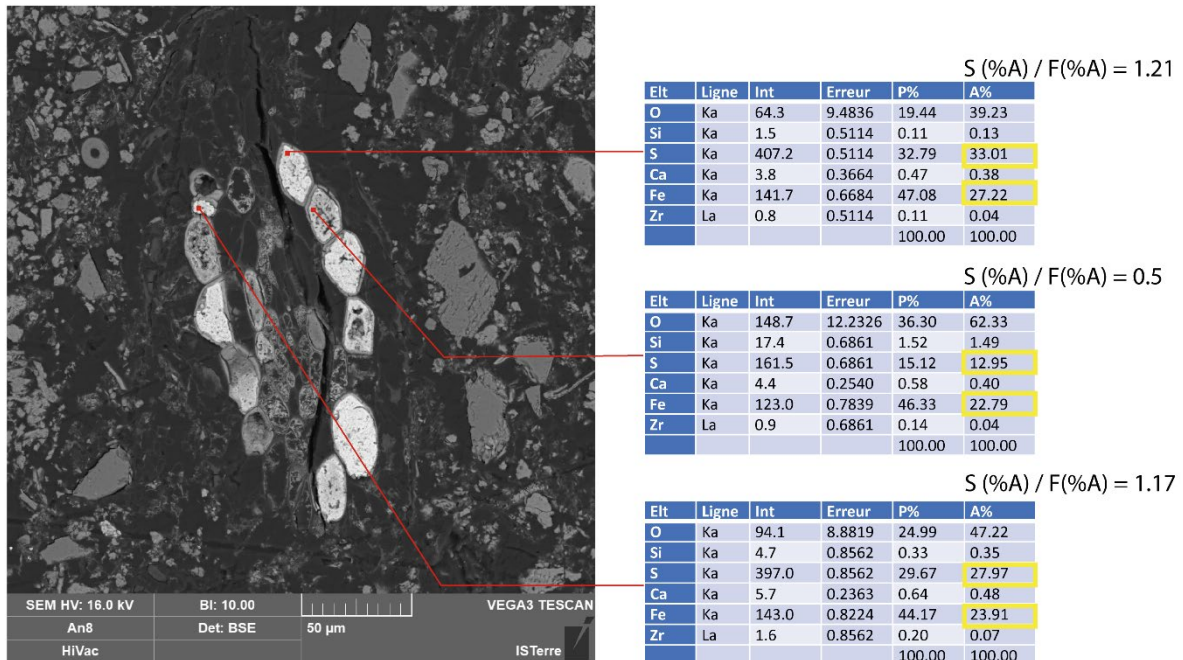 S (%A) / F(%A) = 1.21
Elt Ligne Int Erreur P% A%
O Ka 64.3 9.4836 19.44 39.23
Si Ka 1.5 0.5114 0.11 0.13
S Ka 407.2 0.5114 32.79 33.01
Ca Ka 3.8 0.3664 0.47 0.38
Fe Ka 141.7 0.6684 47.08 27.22
Zr La 0.8 0.5114 0.11 0.04
100.00 100.00
S (%A) / F(%A) = 0.5
Elt Ligne Int Erreur P% A%
O Ka 148.7 12.2326 36.30 62.33
Si Ka 17.4 0.6861 1.52 1.49
S Ka 161.5 0.6861 15.12 12.95
Ca Ka 4.4 0.2540 0.58 0.40
Fe Ka 123.0 0.7839 46.33 22.79
Zr La 0.9 0.6861 0.14 0.04
100.00 100.00
S (%A) / F(%A) = 1.17
Elt Ligne Int Erreur P% A%
O Ka 94.1 8.8819 24.99 47.22
Si Ka 4.7 0.8562 0.33 0.35
S Ka 397.0 0.8562 29.67 27.97
Ca Ka 5.7 0.2363 0.64 0.48
Fe Ka 143.0 0.8224 44.17 23.91
Zr La 1.6 0.8562 0.20 0.07
100.00 100.00
SEM HV: 16.0 kV BI: 10.00 VEGA3 TESCAN
An8 Det: BSE 50 µm
HiVac ISTerre